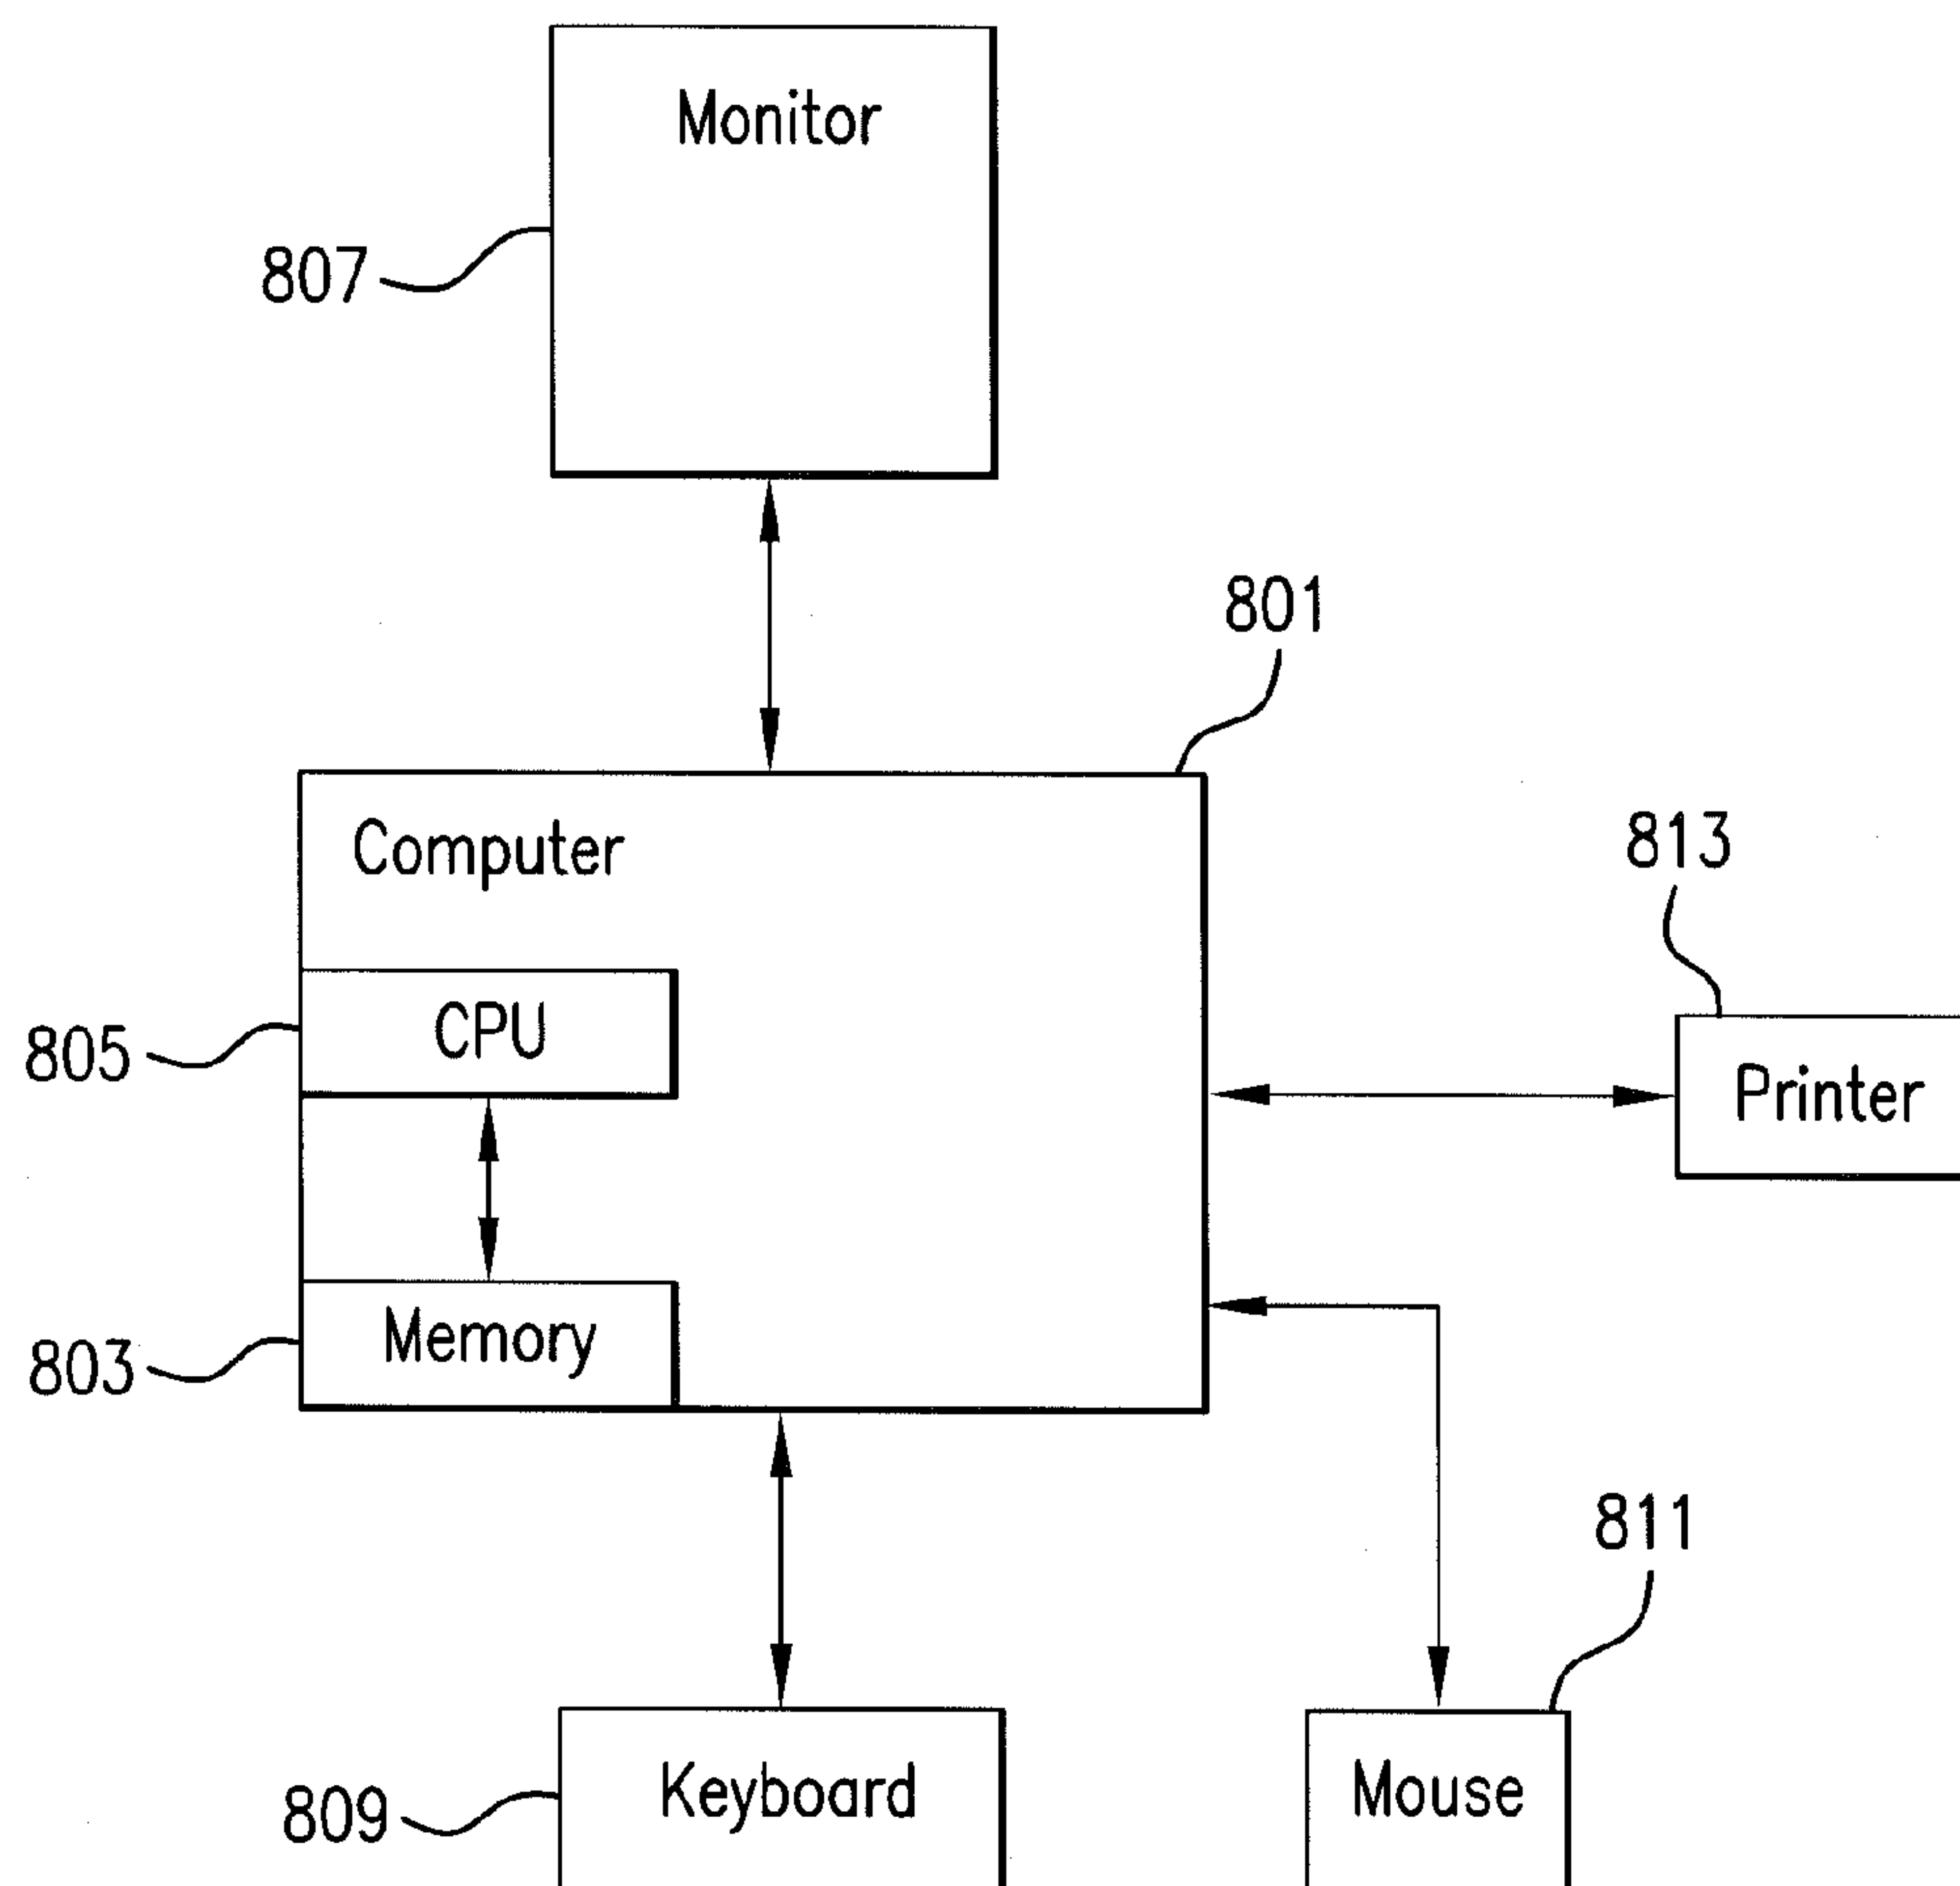 Monitor
807
801
Computer
813
CPU
805
Printer
Memory
803
811
Keyboard
Mouse
809